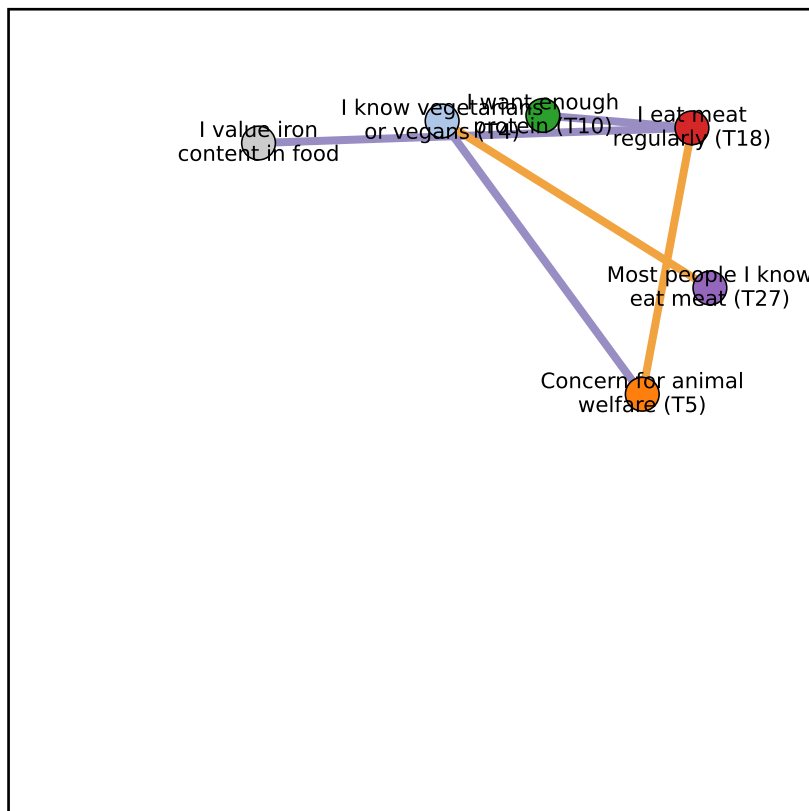 I know vegetarians
or vegans (T4)
I want enough
protein (T10)
I eat meat
regularly (T18)
I value iron
content in food
Most people I know
eat meat (T27)
Concern for animal
welfare (T5)